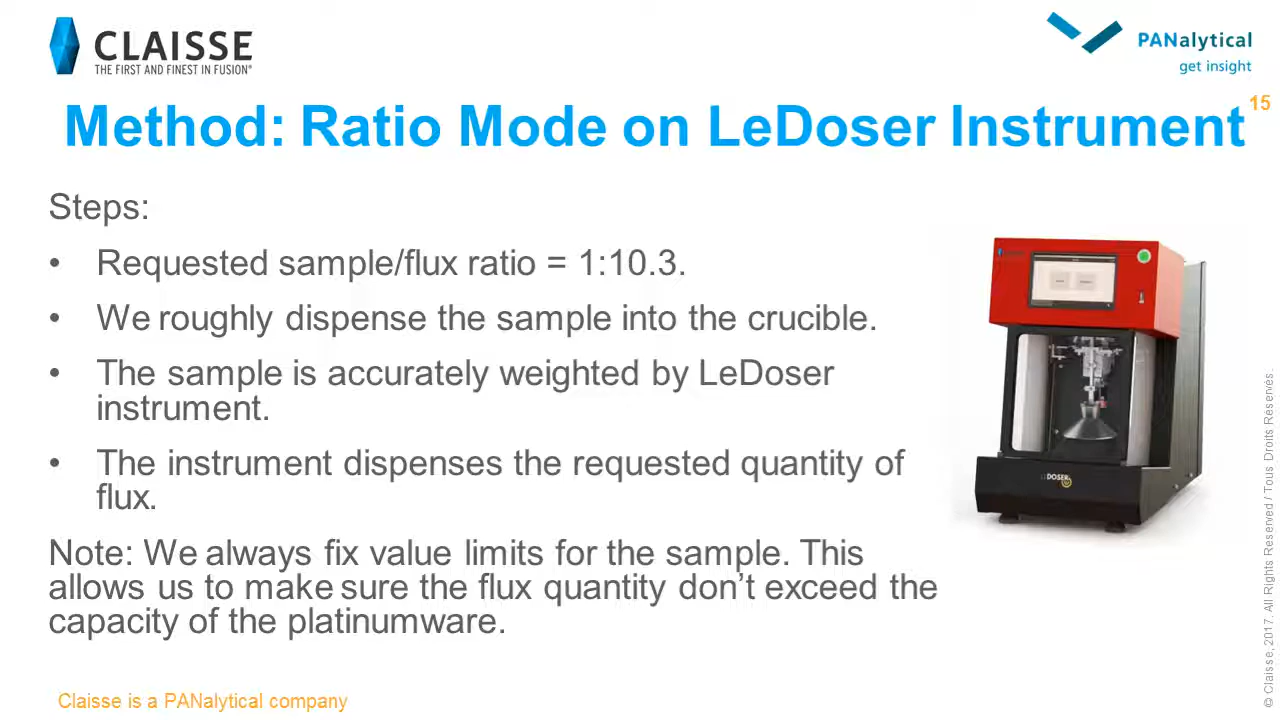 CLAISSE
THE FIRST AND FINEST IN FUSION®
PANalytical
get insight
15
Method: Ratio Mode on LeDoser Instrument
Steps:
• Requested sample/flux ratio = 1:10.3.
• We roughly dispense the sample into the crucible.
• The sample is accurately weighted by LeDoser
instrument.
• The instrument dispenses the requested quantity of
flux.
Note: We always fix value limits for the sample. This
allows us to make sure the flux quantity don’t exceed the
capacity of the platinumware.
LEDOSER
Claisse is a PANalytical company
© Claisse, 2017. All Rights Reserved / Tous Droits Réservés.